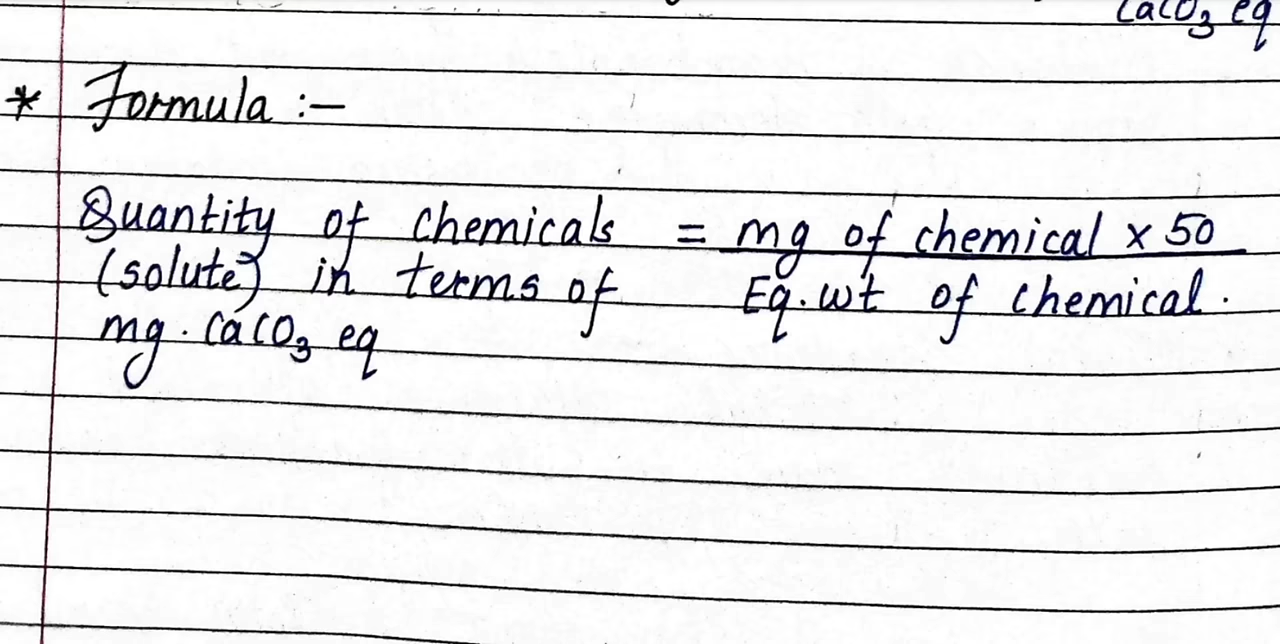 CaCO₃ eq
* Formula :-
Quantity of chemicals = mg of chemical x 50
(solute) in terms of Eq.wt of chemical.
mg. CaCO₃ eq